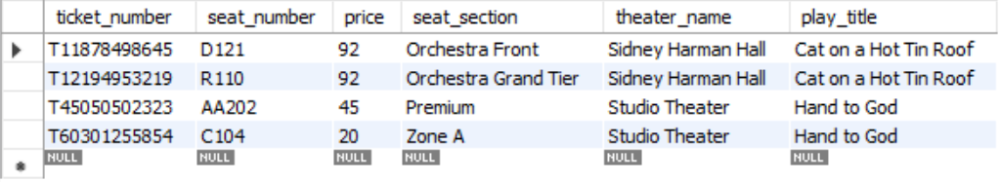 ticket_number seat_number price seat_section theater_name play_title
T11878498645 D121 92 Orchestra Front Sidney Harman Hall Cat on a Hot Tin Roof
T12194953219 R110 92 Orchestra Grand Tier Sidney Harman Hall Cat on a Hot Tin Roof
T45050502323 AA202 45 Premium Studio Theater Hand to God
T60301255854 C104 20 Zone A Studio Theater Hand to God
NULL NULL NULL NULL NULL NULL